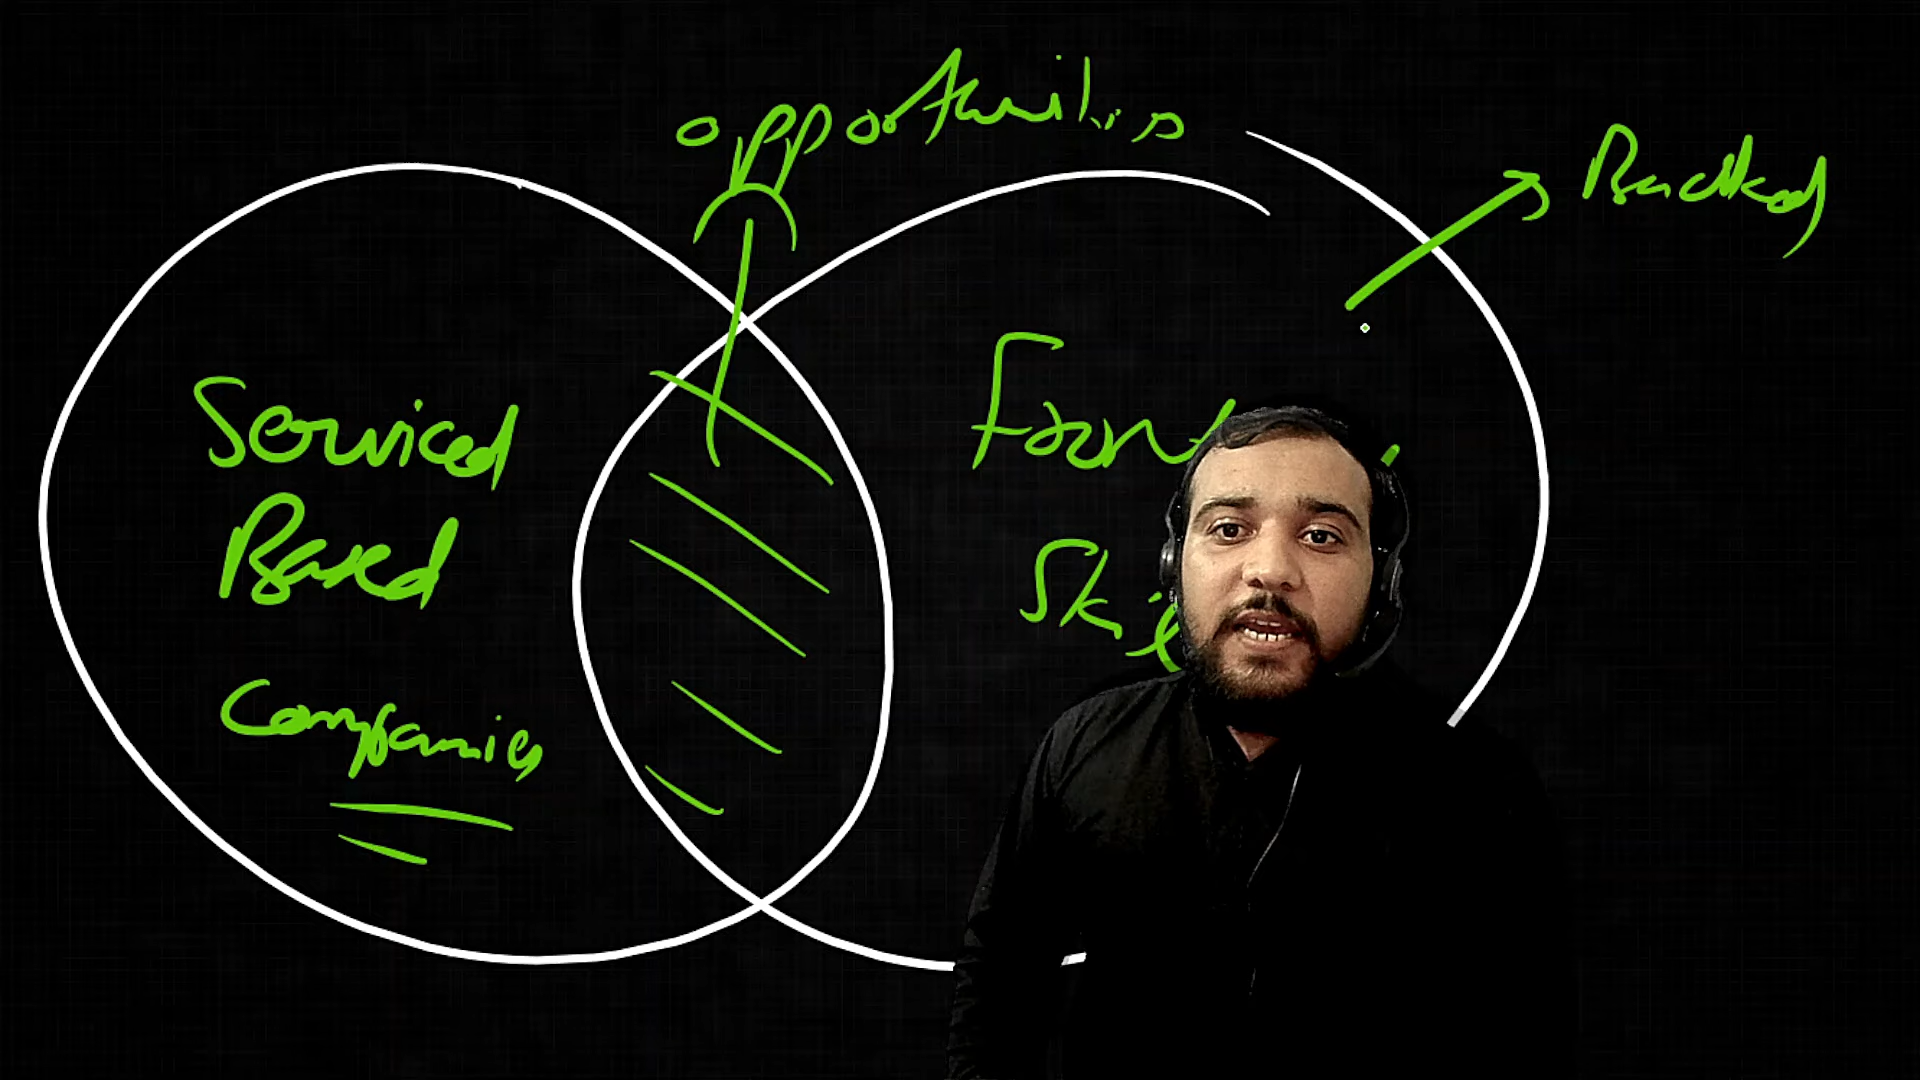 opportunities
Backend
Serviced
Based
Companies